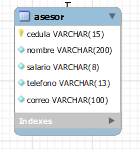 asesor
cedula VARCHAR(15)
nombre VARCHAR(200)
salario VARCHAR(8)
telefono VARCHAR(13)
correo VARCHAR(100)
Indexes